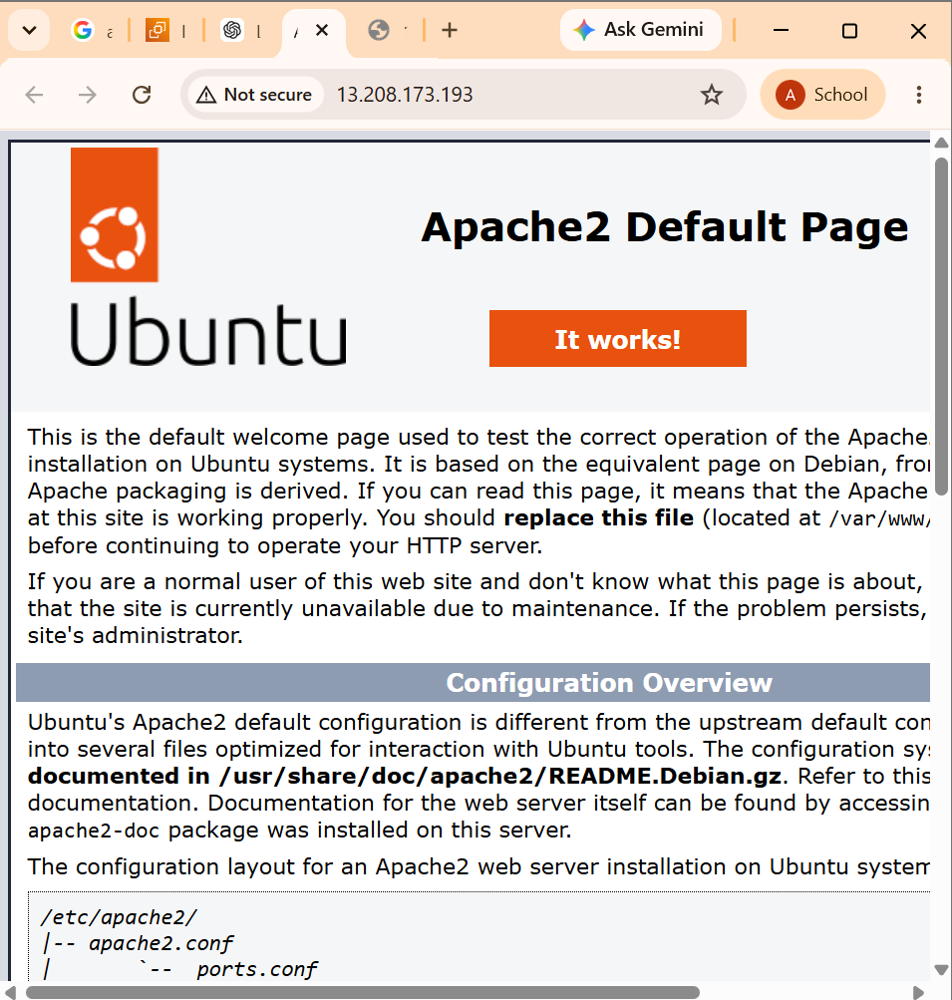 Ask Gemini
Not secure
13.208.173.193
A
School
Ubuntu
Apache2 Default Page
It works!
This is the default welcome page used to test the correct operation of the Apache
installation on Ubuntu systems. It is based on the equivalent page on Debian, from
Apache packaging is derived. If you can read this page, it means that the Apache
at this site is working properly. You should replace this file (located at /var/www/
before continuing to operate your HTTP server.
If you are a normal user of this web site and don't know what this page is about,
that the site is currently unavailable due to maintenance. If the problem persists,
site's administrator.
Configuration Overview
Ubuntu's Apache2 default configuration is different from the upstream default
into several files optimized for interaction with Ubuntu tools. The configuration
documented in /usr/share/doc/apache2/README.Debian.gz. Refer to this
documentation. Documentation for the web server itself can be found by
apache2-doc package was installed on this server.
The configuration layout for an Apache2 web server installation on Ubuntu system
/etc/apache2/
|-- apache2.conf
|       `--  ports.conf